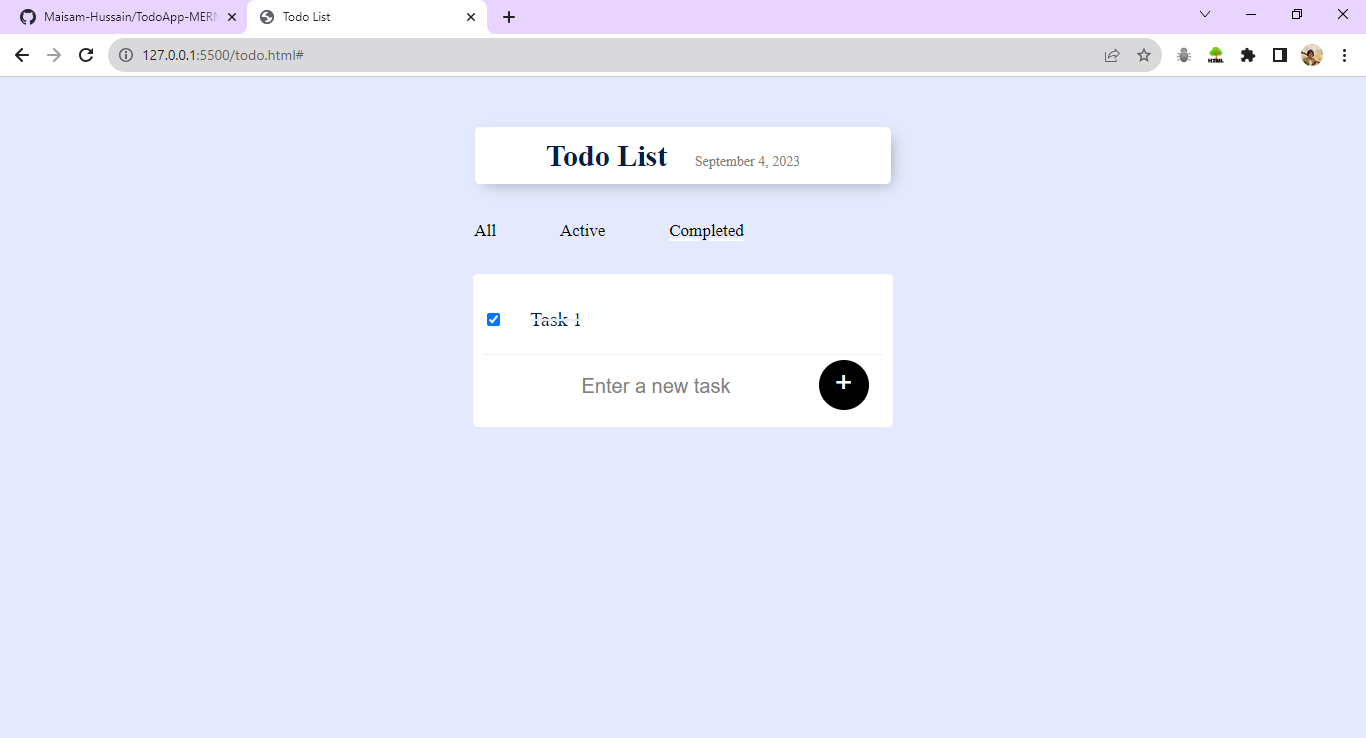 Maisam-Hussain/TodoApp-MERN
Todo List
127.0.0.1:5500/todo.html#
HTML
Todo List
September 4, 2023
All
Active
Completed
Task 1
Enter a new task
+